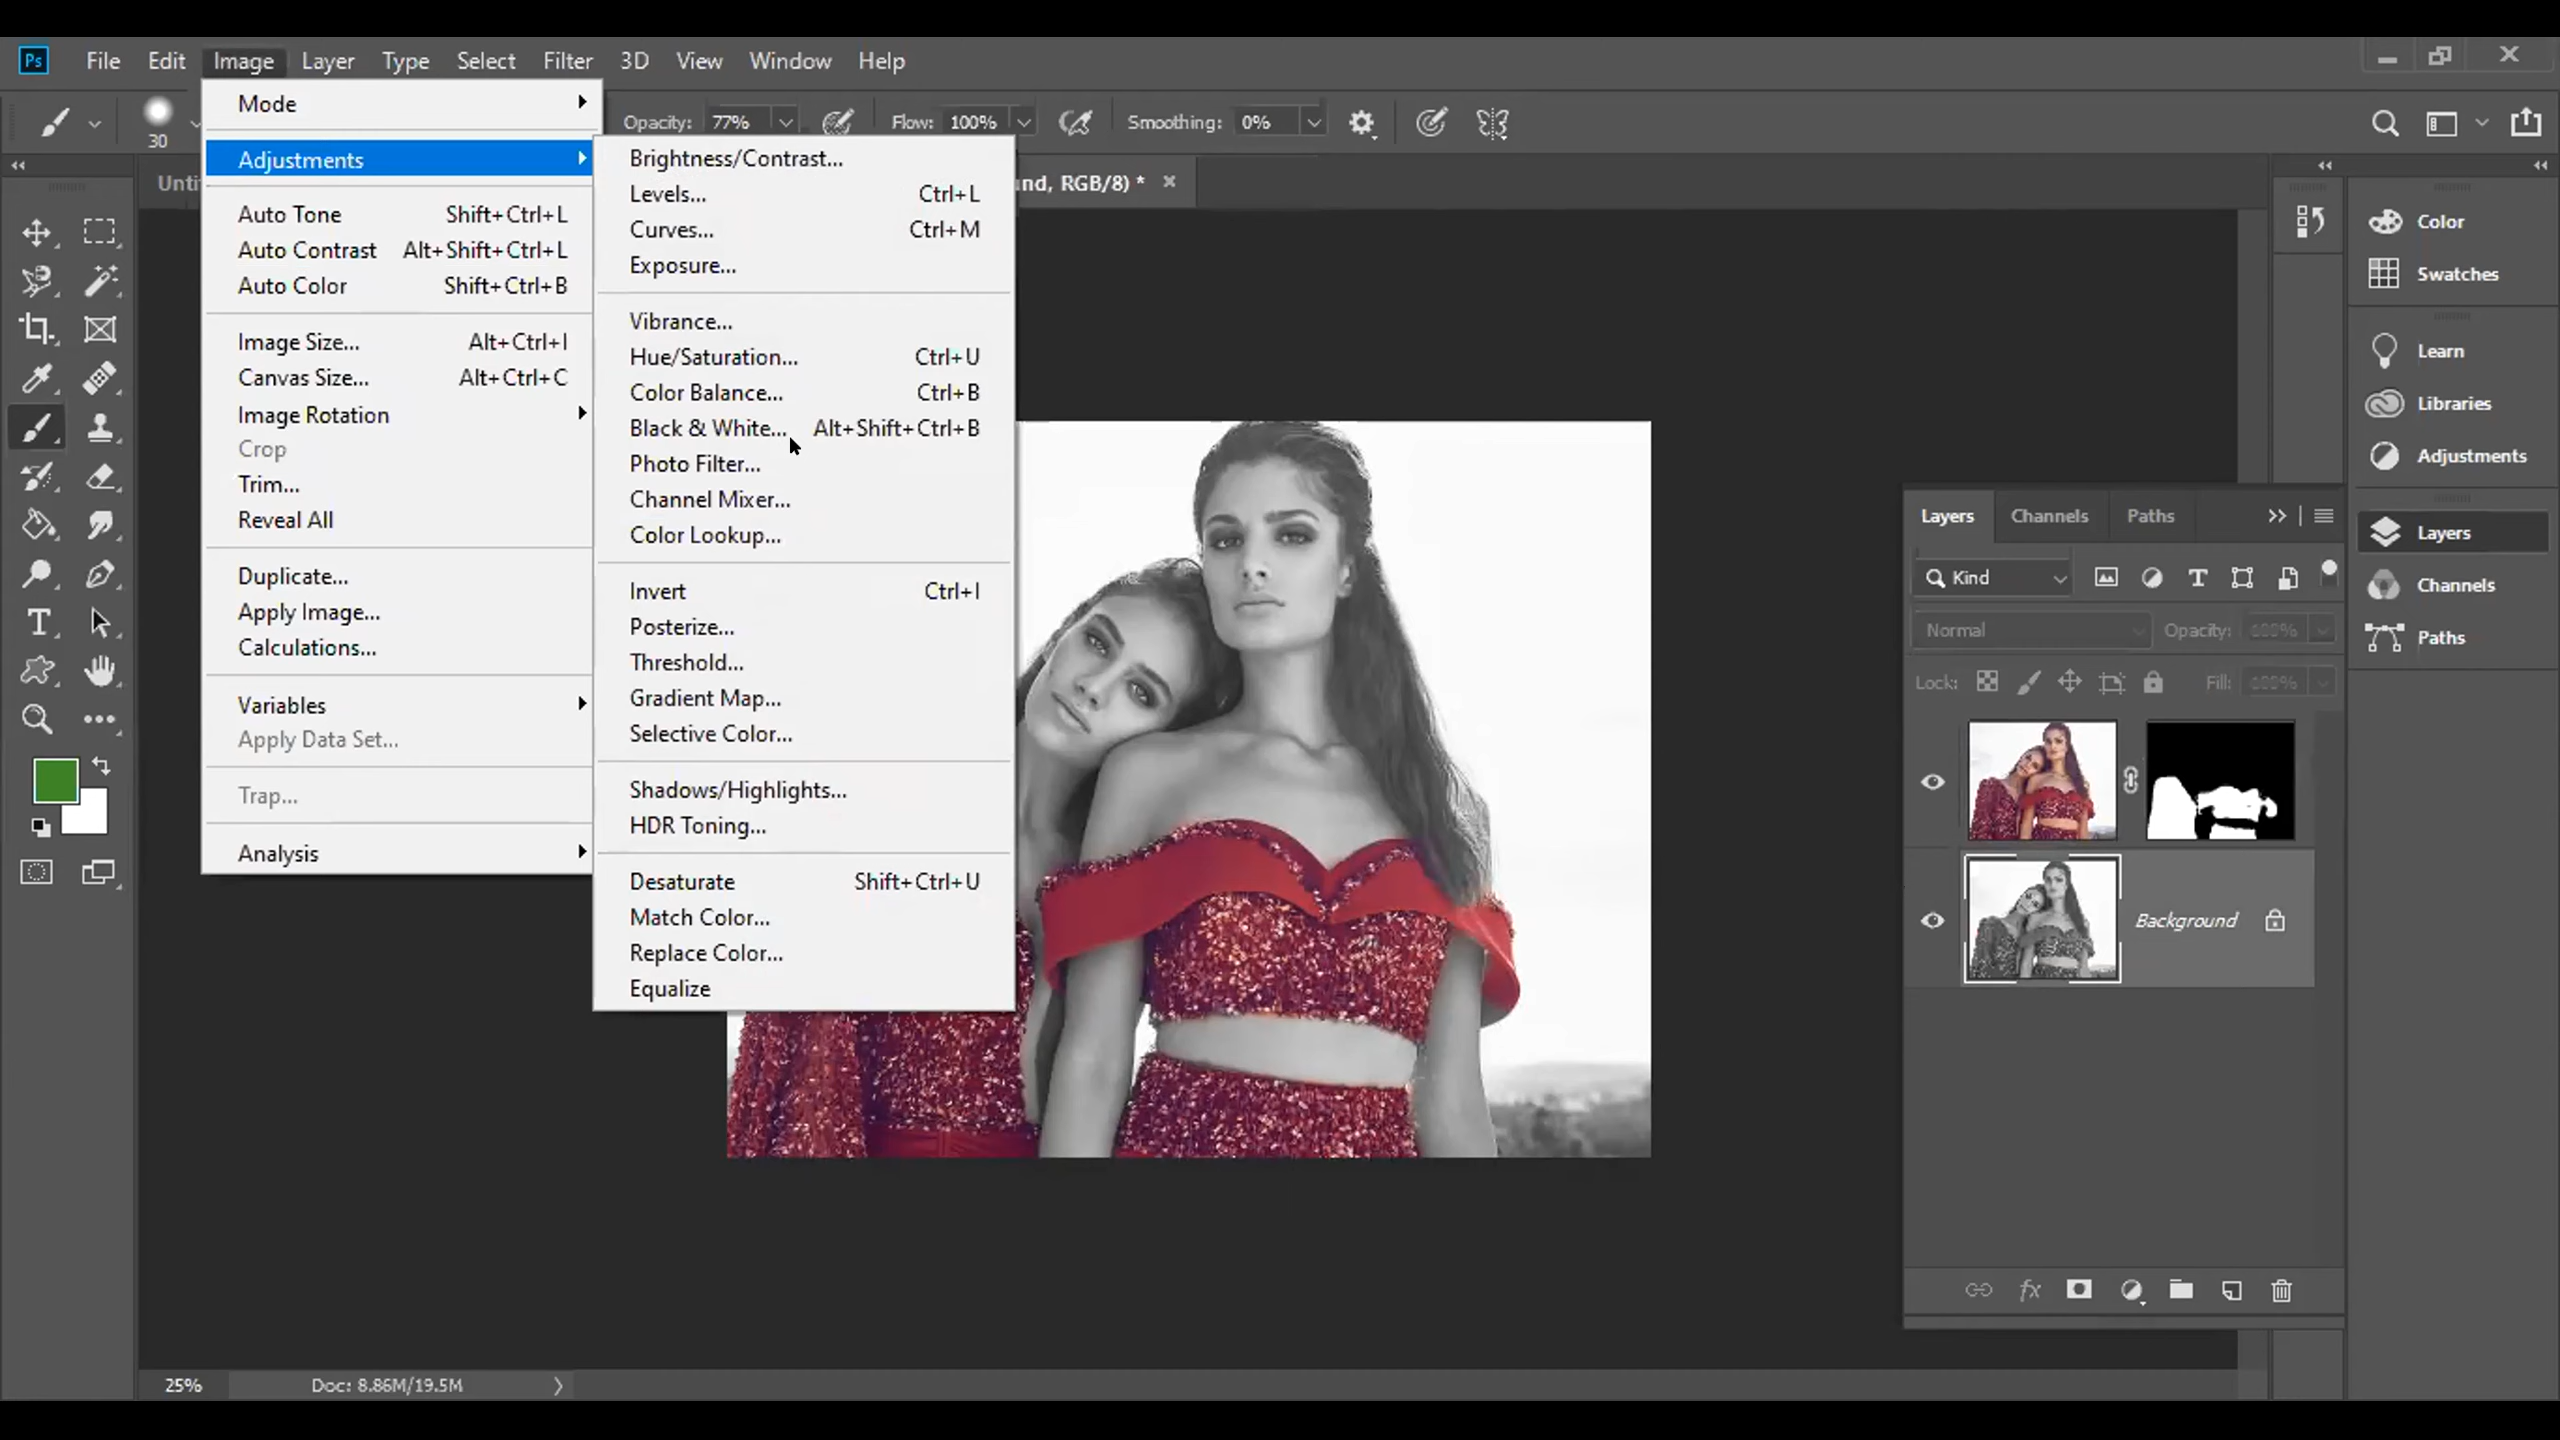 Ps File Edit Image Layer Type Select Filter 3D View Window Help
30 Opacity: 77% Flow: 100% Smoothing: 0%
Mode
Adjustments
Auto Tone Shift+Ctrl+L
Auto Contrast Alt+Shift+Ctrl+L
Auto Color Shift+Ctrl+B
Image Size... Alt+Ctrl+I
Canvas Size... Alt+Ctrl+C
Image Rotation
Crop
Trim...
Reveal All
Duplicate...
Apply Image...
Calculations...
Variables
Apply Data Set...
Trap...
Analysis
Brightness/Contrast...
Levels... Ctrl+L
Curves... Ctrl+M
Exposure...
Vibrance...
Hue/Saturation... Ctrl+U
Color Balance... Ctrl+B
Black & White... Alt+Shift+Ctrl+B
Photo Filter...
Channel Mixer...
Color Lookup...
Invert Ctrl+I
Posterize...
Threshold...
Gradient Map...
Selective Color...
Shadows/Highlights...
HDR Toning...
Desaturate Shift+Ctrl+U
Match Color...
Replace Color...
Equalize
RGB/8) *
Color
Swatches
Learn
Libraries
Adjustments
Layers
Channels
Paths
Layers Channels Paths
Kind
Normal Opacity:
Lock: Fill:
Background
25% Doc: 8.86M/19.5M